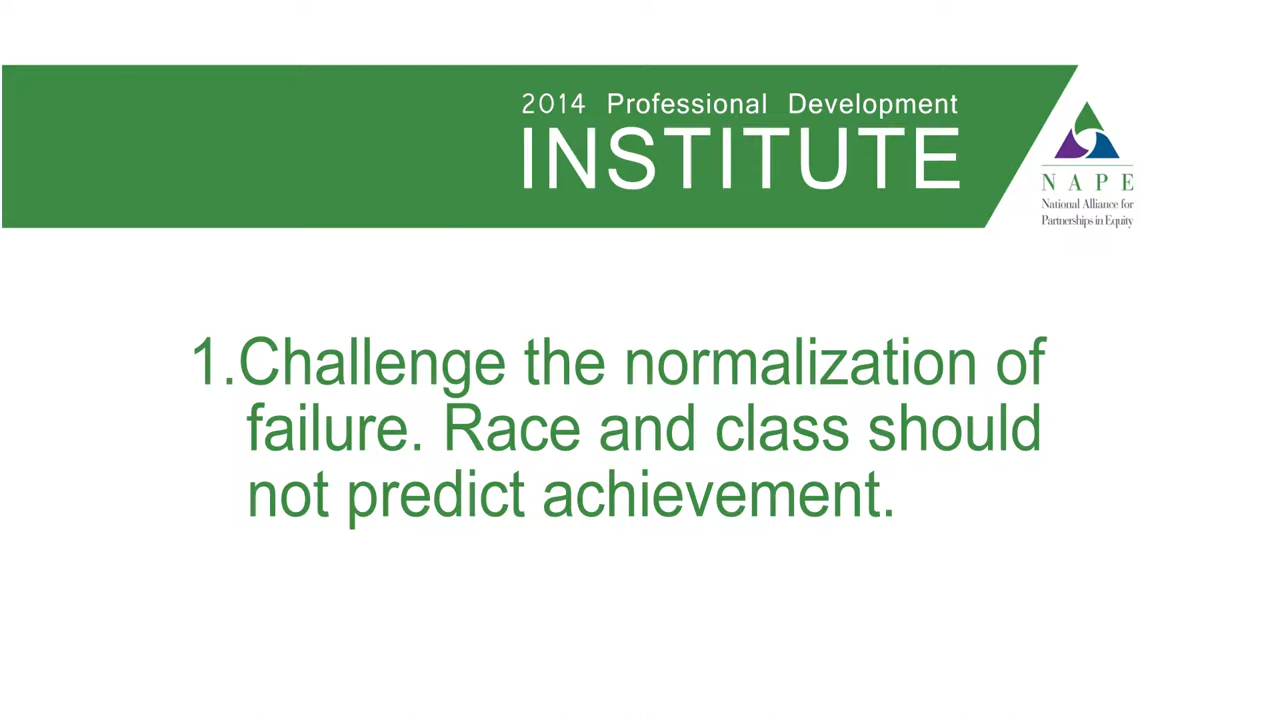 2014 Professional Development
INSTITUTE
N A P E
National Alliance for
Partnerships in Equity
1.Challenge the normalization of
failure. Race and class should
not predict achievement.